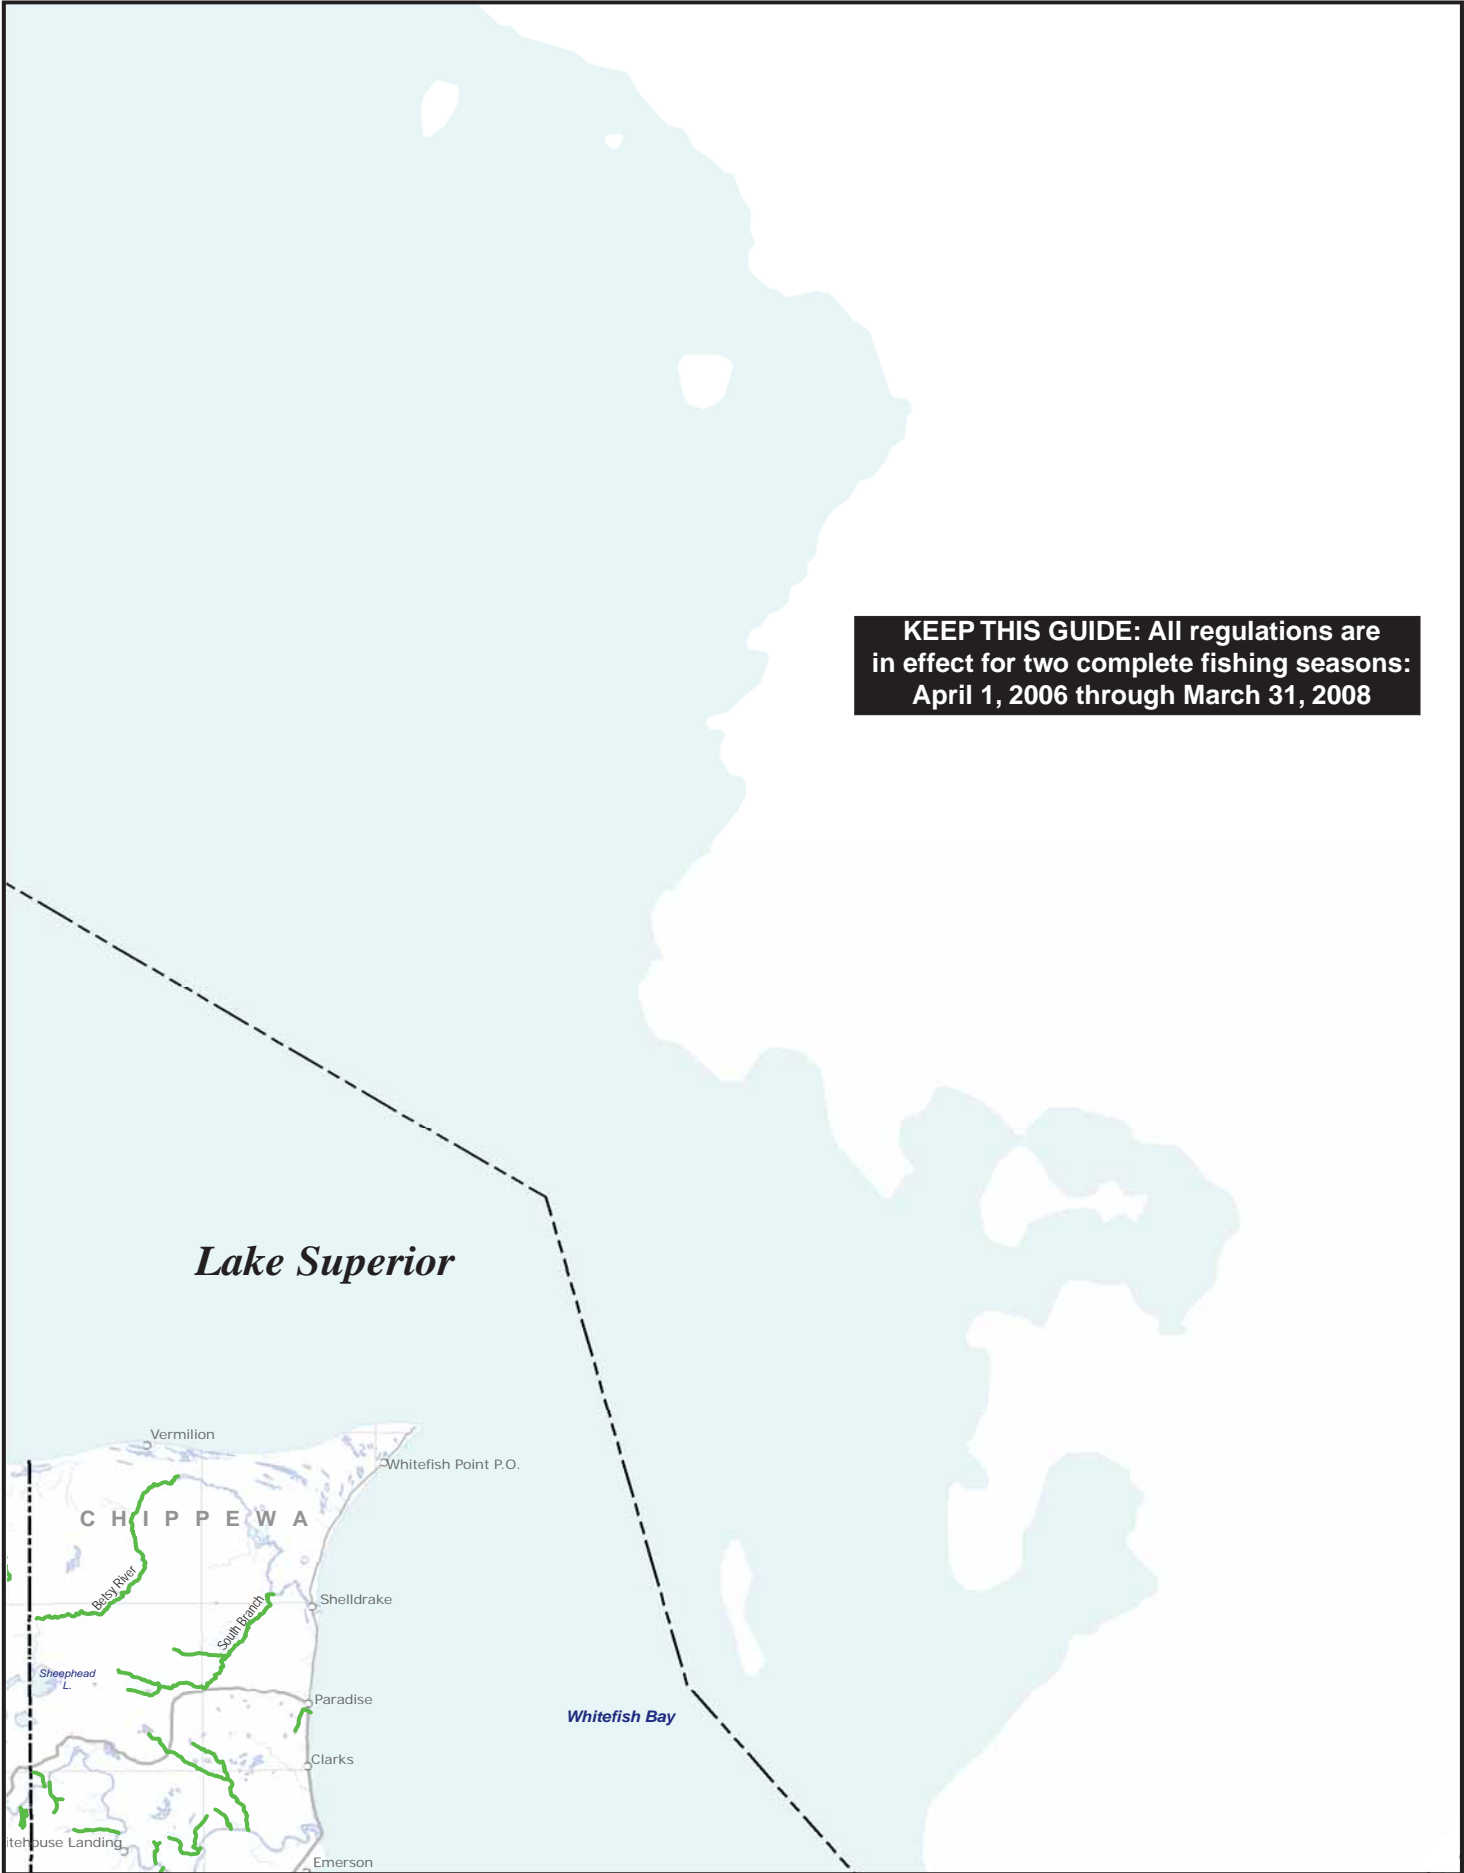 KEEP THIS GUIDE: All regulations are
in effect for two complete fishing seasons:
April 1, 2006 through March 31, 2008
Lake Superior
Vermilion
Whitefish Point P.O.
CHIPPEWA
Betsy River
Shelldrake
South Branch
Sheephead
L.
Paradise
Whitefish Bay
Clarks
itehouse Landing
Emerson